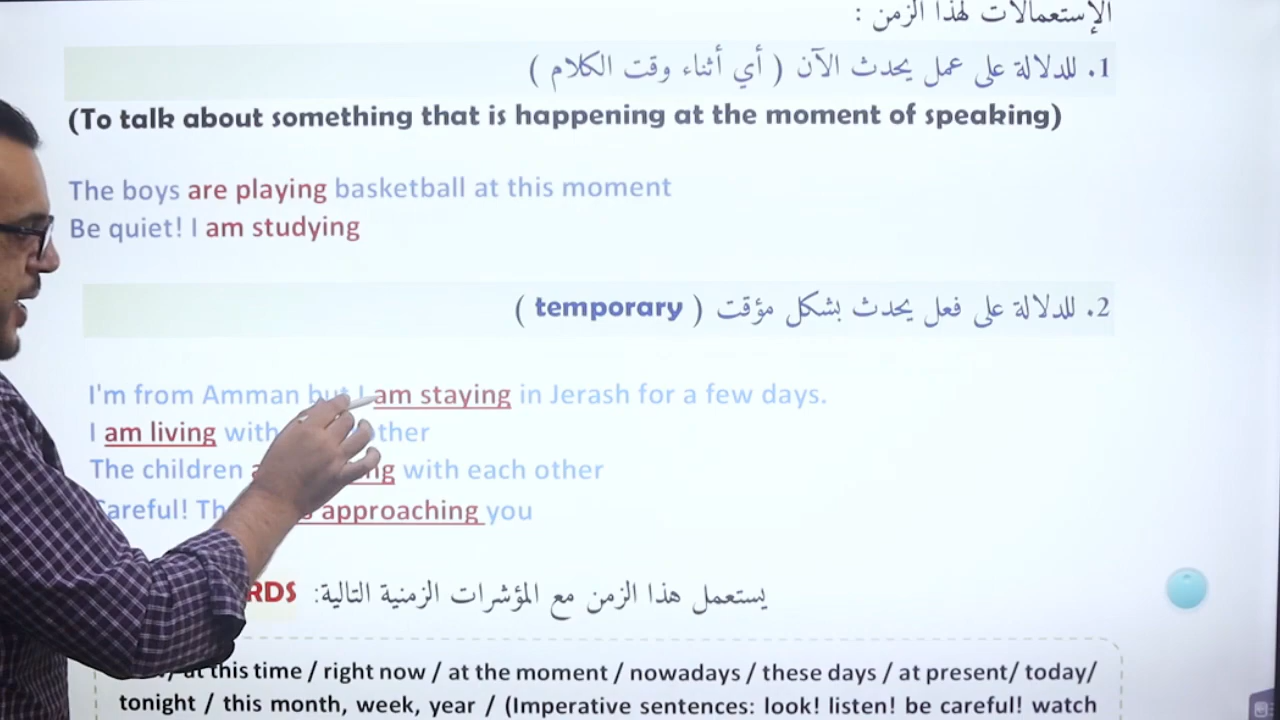 الإستعمالات لهذا الزمن :
1. للدلالة على عمل يحدث الآن ( أي أثناء وقت الكلام )
(To talk about something that is happening at the moment of speaking)
The boys are playing basketball at this moment
Be quiet! I am studying
2. للدلالة على فعل يحدث بشكل مؤقت ( temporary )
I'm from Amman but I am staying in Jerash for a few days.
I am living with
The children with each other
Careful! approaching you
يستعمل هذا الزمن مع المؤشرات الزمنية التالية:
at this time / right now / at the moment / nowadays / these days / at present/ today/
tonight / this month, week, year / (Imperative sentences: look! listen! be careful! watch